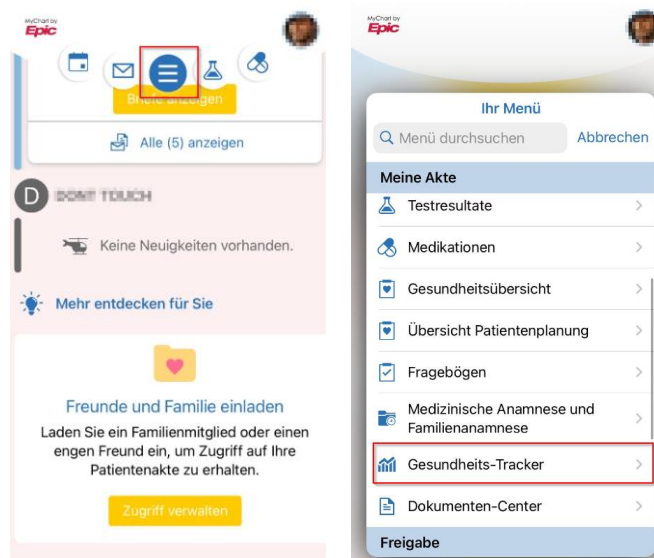 MyChart by
Epic
Briefe anzeigen
Alle (5) anzeigen
D DONT TOUCH
Keine Neuigkeiten vorhanden.
Mehr entdecken für Sie
Freunde und Familie einladen
Laden Sie ein Familienmitglied oder einen
engen Freund ein, um Zugriff auf Ihre
Patientenakte zu erhalten.
Zugriff verwalten
MyChart by
Epic
Ihr Menü
Menü durchsuchen Abbrechen
Meine Akte
Testresultate
Medikationen
Gesundheitsübersicht
Übersicht Patientenplanung
Fragebögen
Medizinische Anamnese und
Familienanamnese
Gesundheits-Tracker
Dokumenten-Center
Freigabe